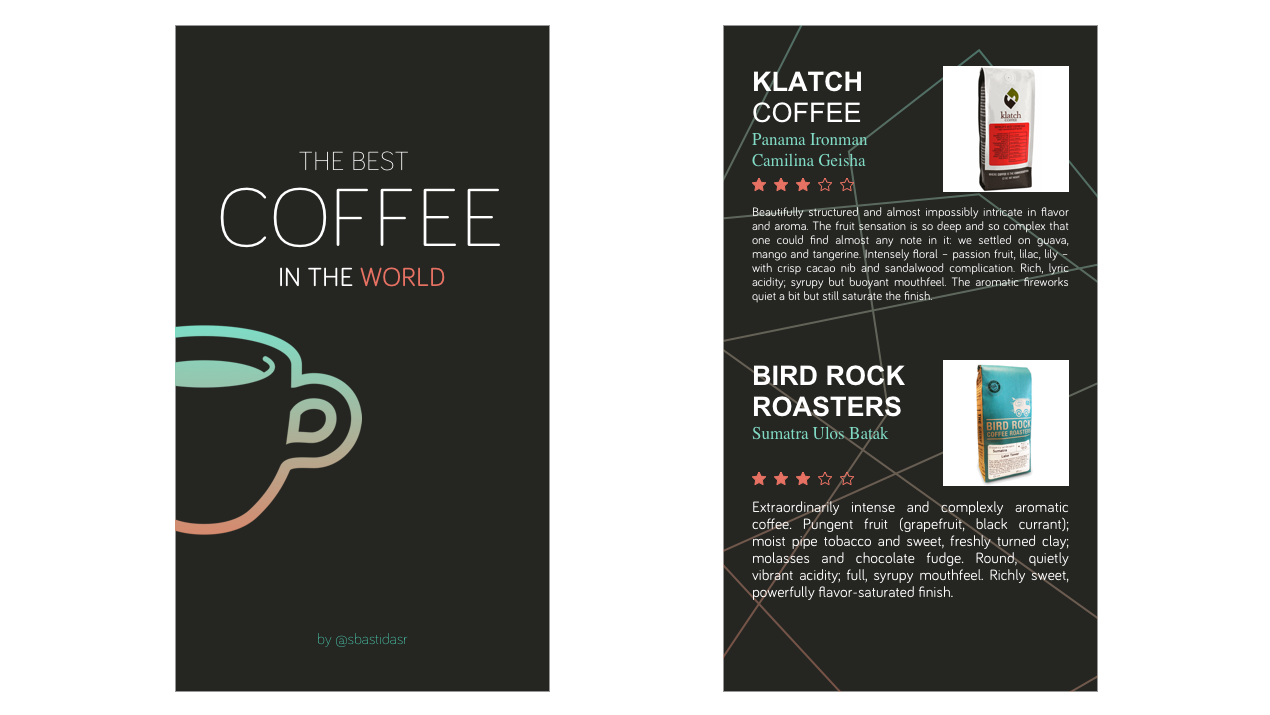 THE BEST
COFFEE
IN THE WORLD
by @sbastidasr
KLATCH
COFFEE
Panama Ironman
Camilina Geisha
klatch
Beautifully structured and almost impossibly intricate in flavor
and aroma. The fruit sensation is so deep and so complex that
one could find almost any note in it: we settled on guava,
mango and tangerine. Intensely floral – passion fruit, lilac, lily –
with crisp cacao nib and sandalwood complication. Rich, lyric
acidity; syrupy but buoyant mouthfeel. The aromatic fireworks
quiet a bit but still saturate the finish.
BIRD ROCK
ROASTERS
Sumatra Ulos Batak
BIRD ROCK
COFFEE ROASTERS
Sumatra
Extraordinarily intense and complexly aromatic
coffee. Pungent fruit (grapefruit, black currant);
moist pipe tobacco and sweet, freshly turned clay;
molasses and chocolate fudge. Round, quietly
vibrant acidity; full, syrupy mouthfeel. Richly sweet,
powerfully flavor-saturated finish.